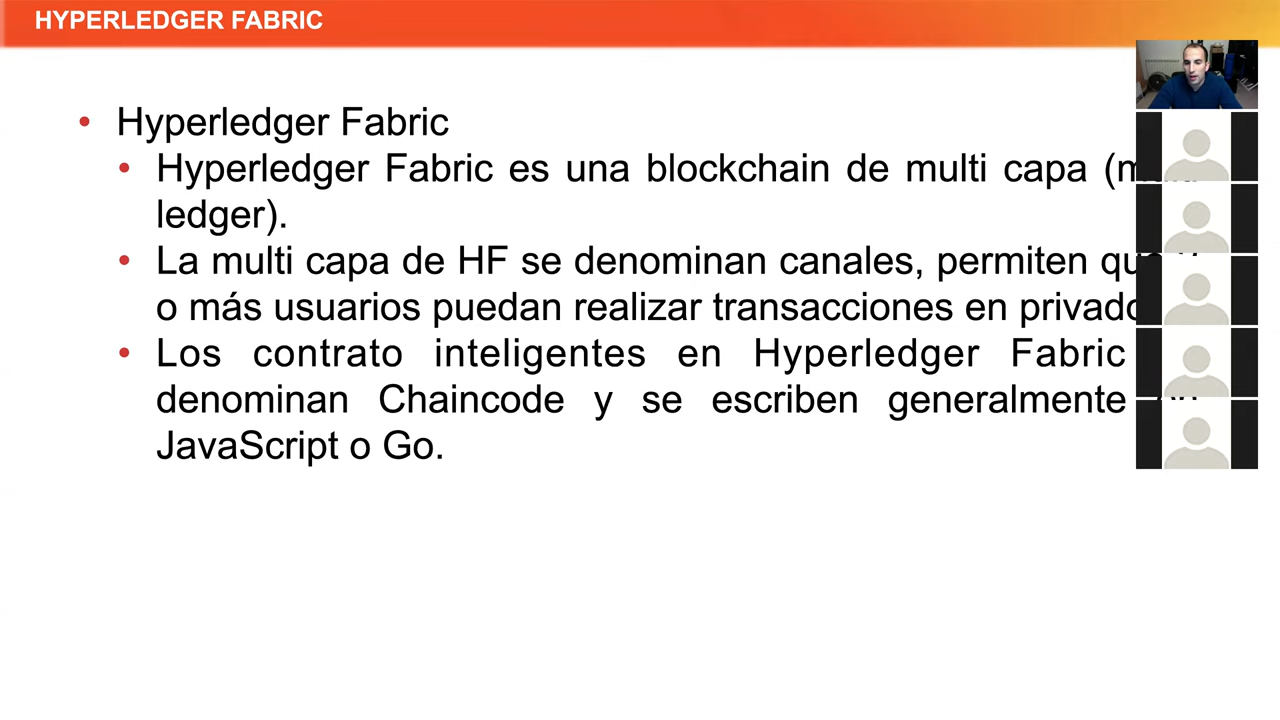 HYPERLEDGER FABRIC
• Hyperledger Fabric
• Hyperledger Fabric es una blockchain de multi capa
ledger).
• La multi capa de HF se denominan canales, permiten
o más usuarios puedan realizar transacciones en privado
• Los contrato inteligentes en Hyperledger Fabric
denominan Chaincode y se escriben generalmente
JavaScript o Go.